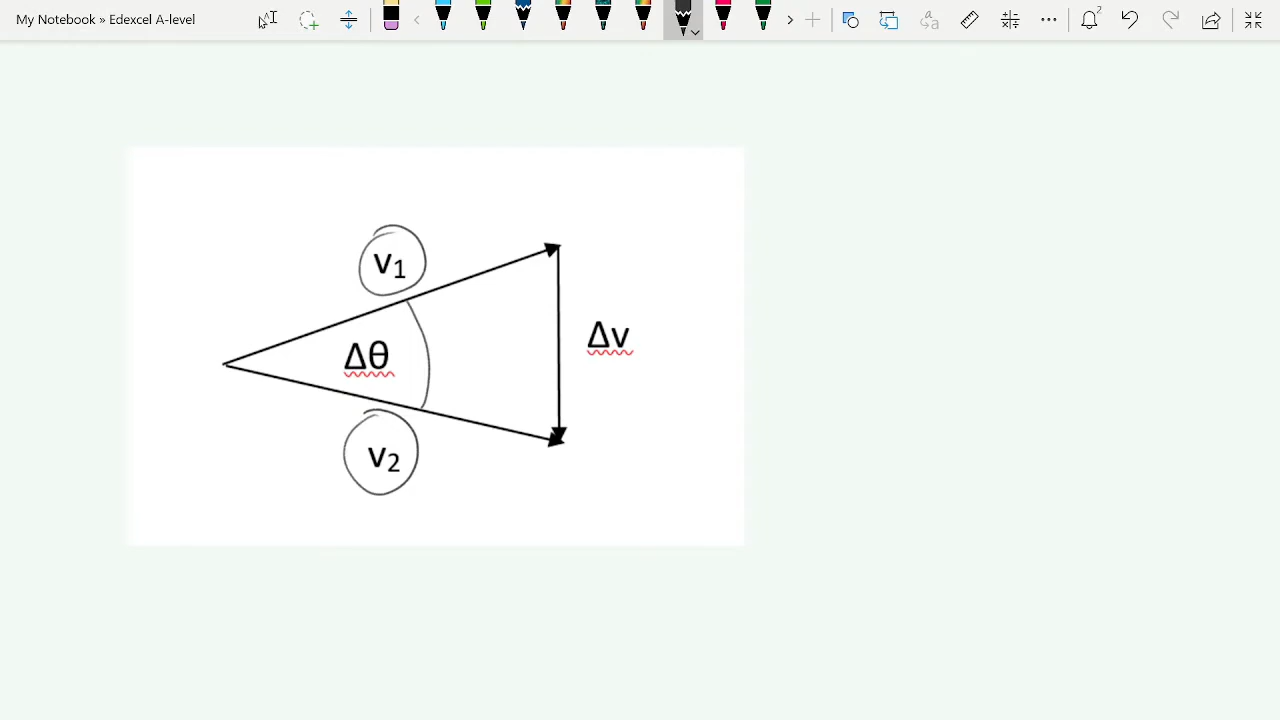 My Notebook » Edexcel A-level
v₁
Δθ
Δv
v₂